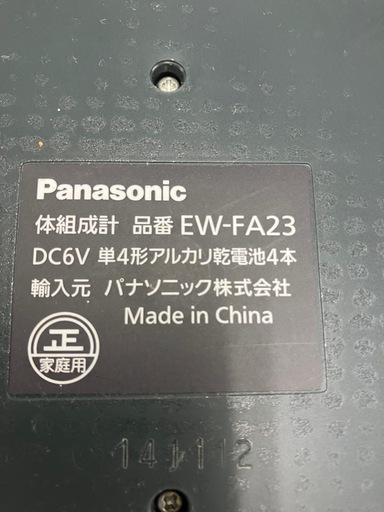 Panasonic
体組成計 品番 EW-FA23
DC6V 単4形アルカリ乾電池4本
輸入元 パナソニック株式会社
Made in China
正
家庭用
141112